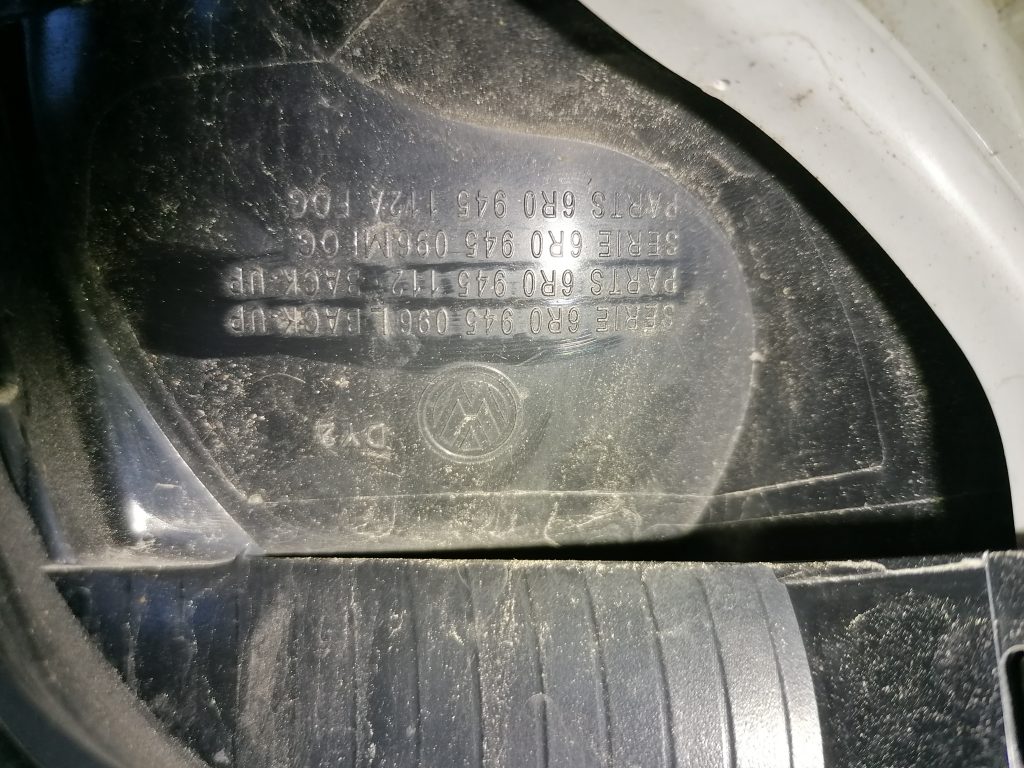 VW
SERIE 6R0 945 096L BACK-UP
PARTS 6R0 945 112 BACK-UP
SERIE 6R0 945 096M FOG
PARTS 6R0 945 112A FOG